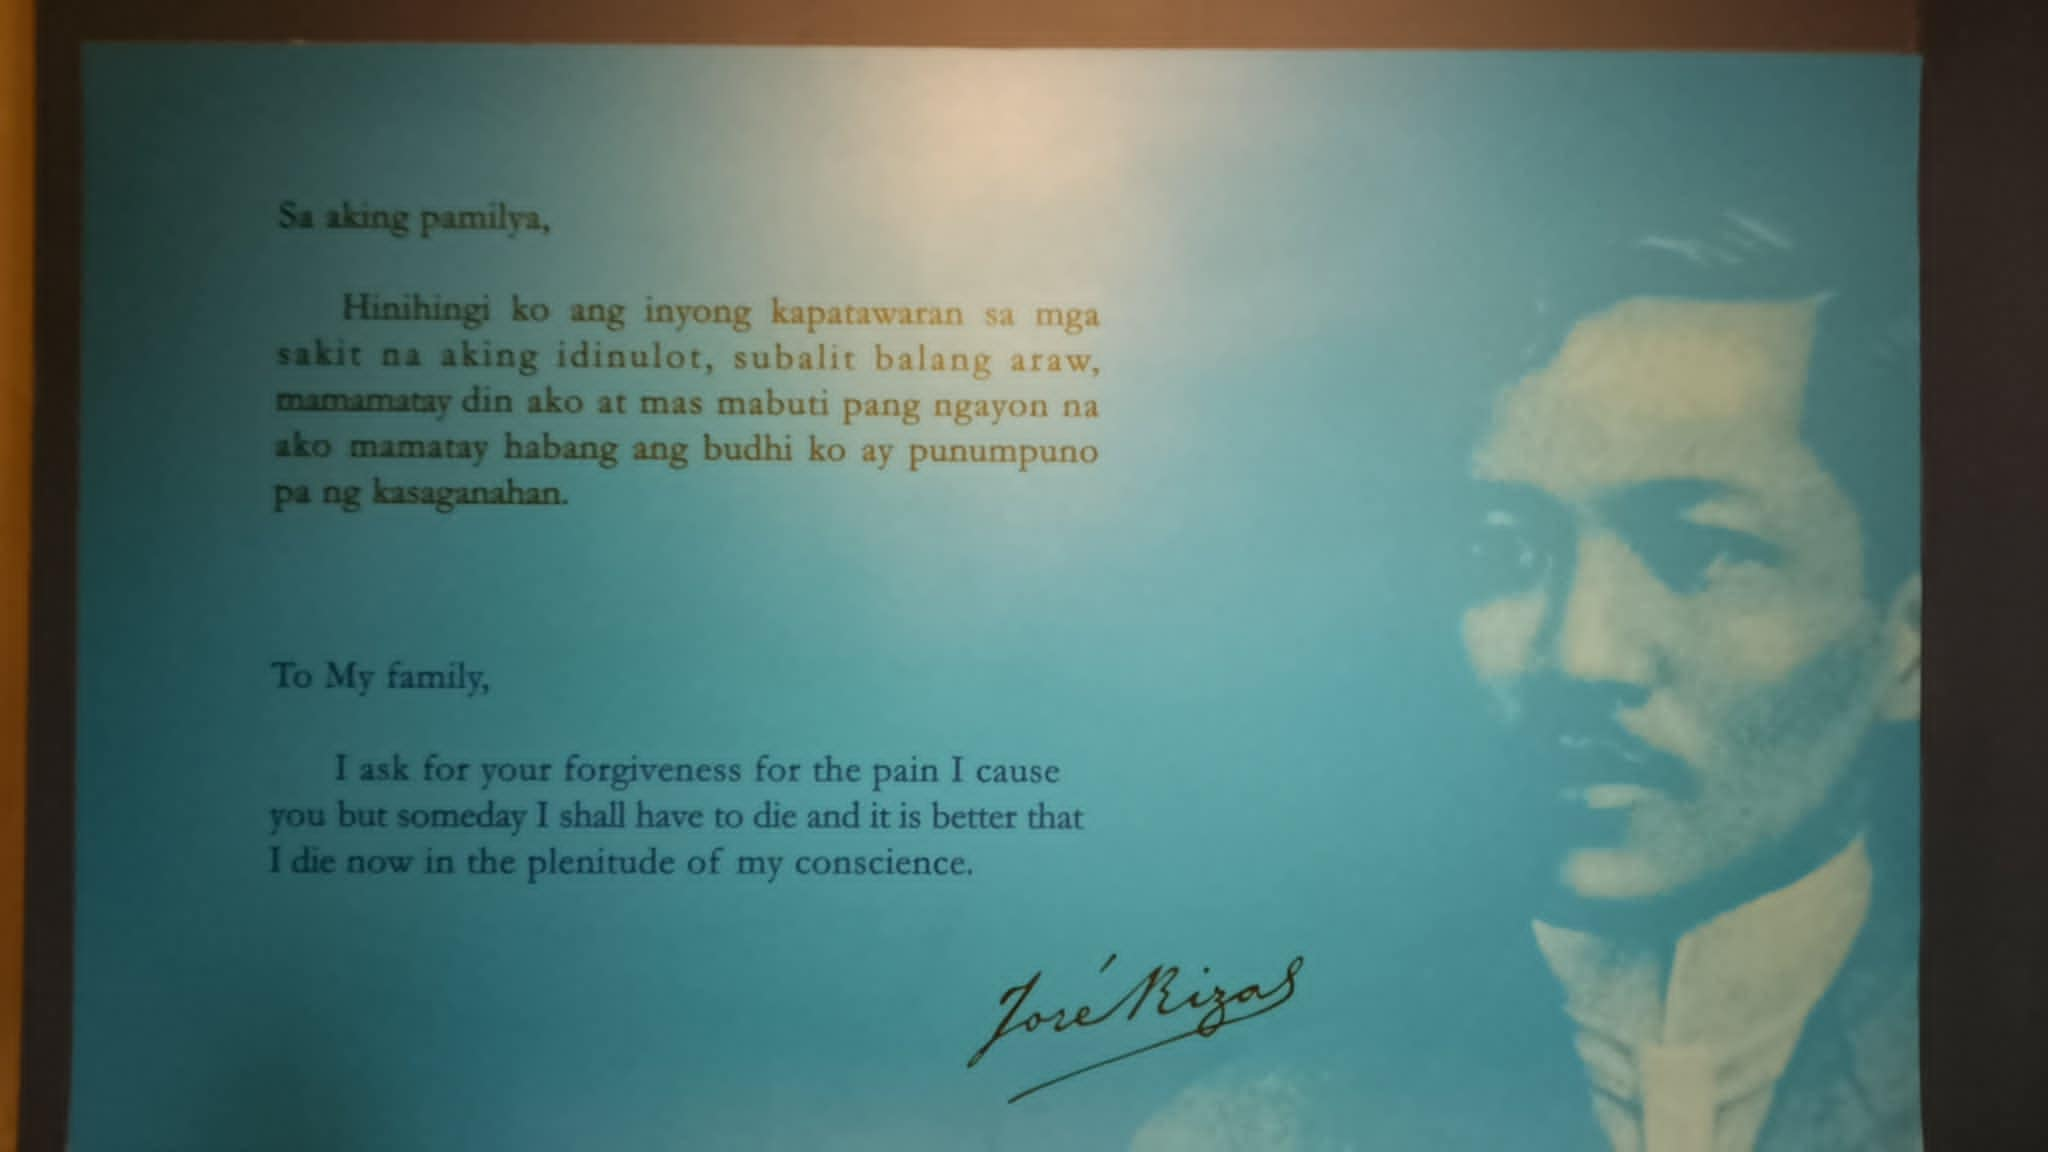 Sa aking pamilya,
Hinihingi ko ang inyong kapatawaran sa mga
sakit na aking idinulot, subalit balang araw,
mamamatay din ako at mas mabuti pang ngayon na
ako mamatay habang ang budhi ko ay punumpuno
pa ng kasaganahan.
To My family,
I ask for your forgiveness for the pain I cause
you but someday I shall have to die and it is better that
I die now in the plenitude of my conscience.
José Rizal